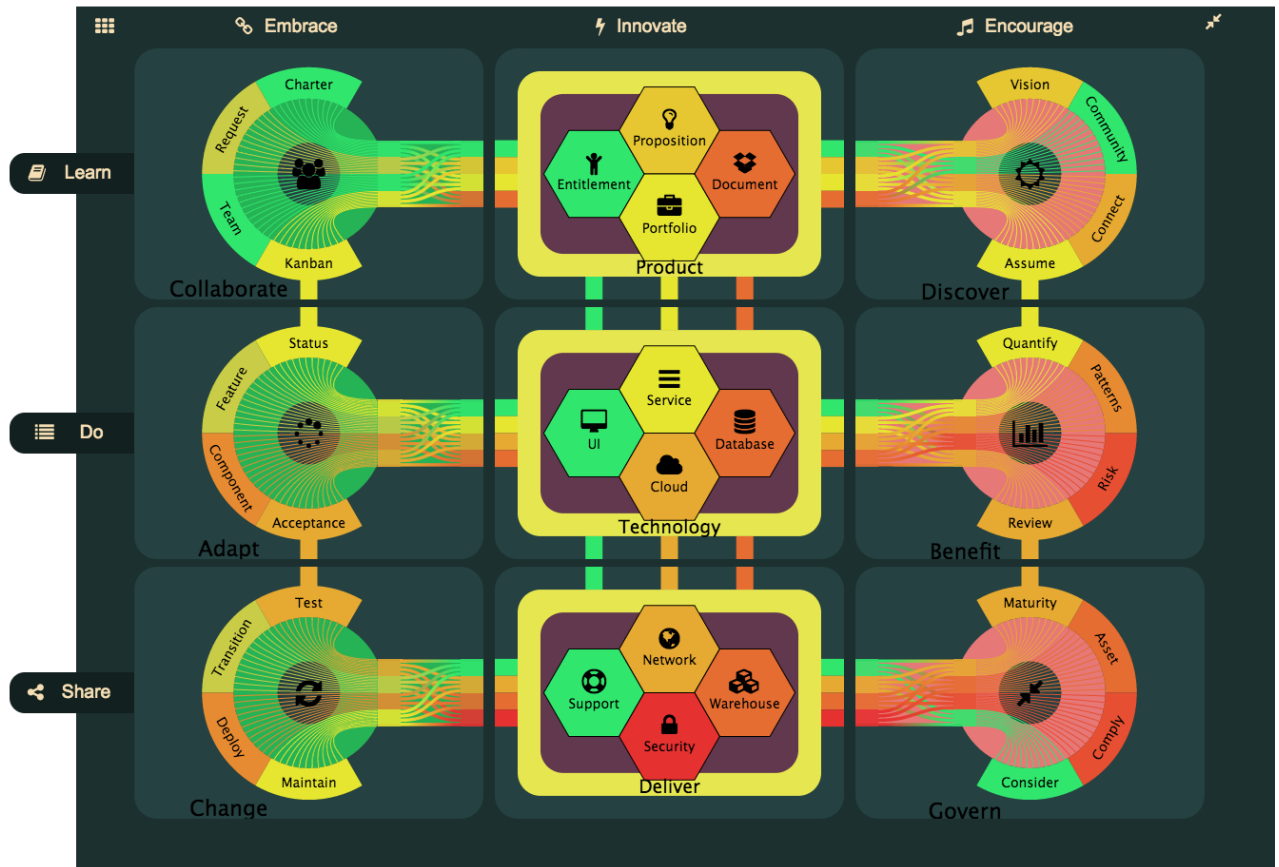 Embrace
Innovate
Encourage
Learn
Charter
Request
Team
Kanban
Collaborate
Proposition
Entitlement
Document
Portfolio
Product
Vision
Community
Connect
Assume
Discover
Do
Status
Feature
Component
Acceptance
Adapt
Service
UI
Database
Cloud
Technology
Quantify
Patterns
Risk
Review
Benefit
Share
Test
Transition
Deploy
Maintain
Change
Network
Support
Warehouse
Security
Deliver
Maturity
Asset
Comply
Consider
Govern